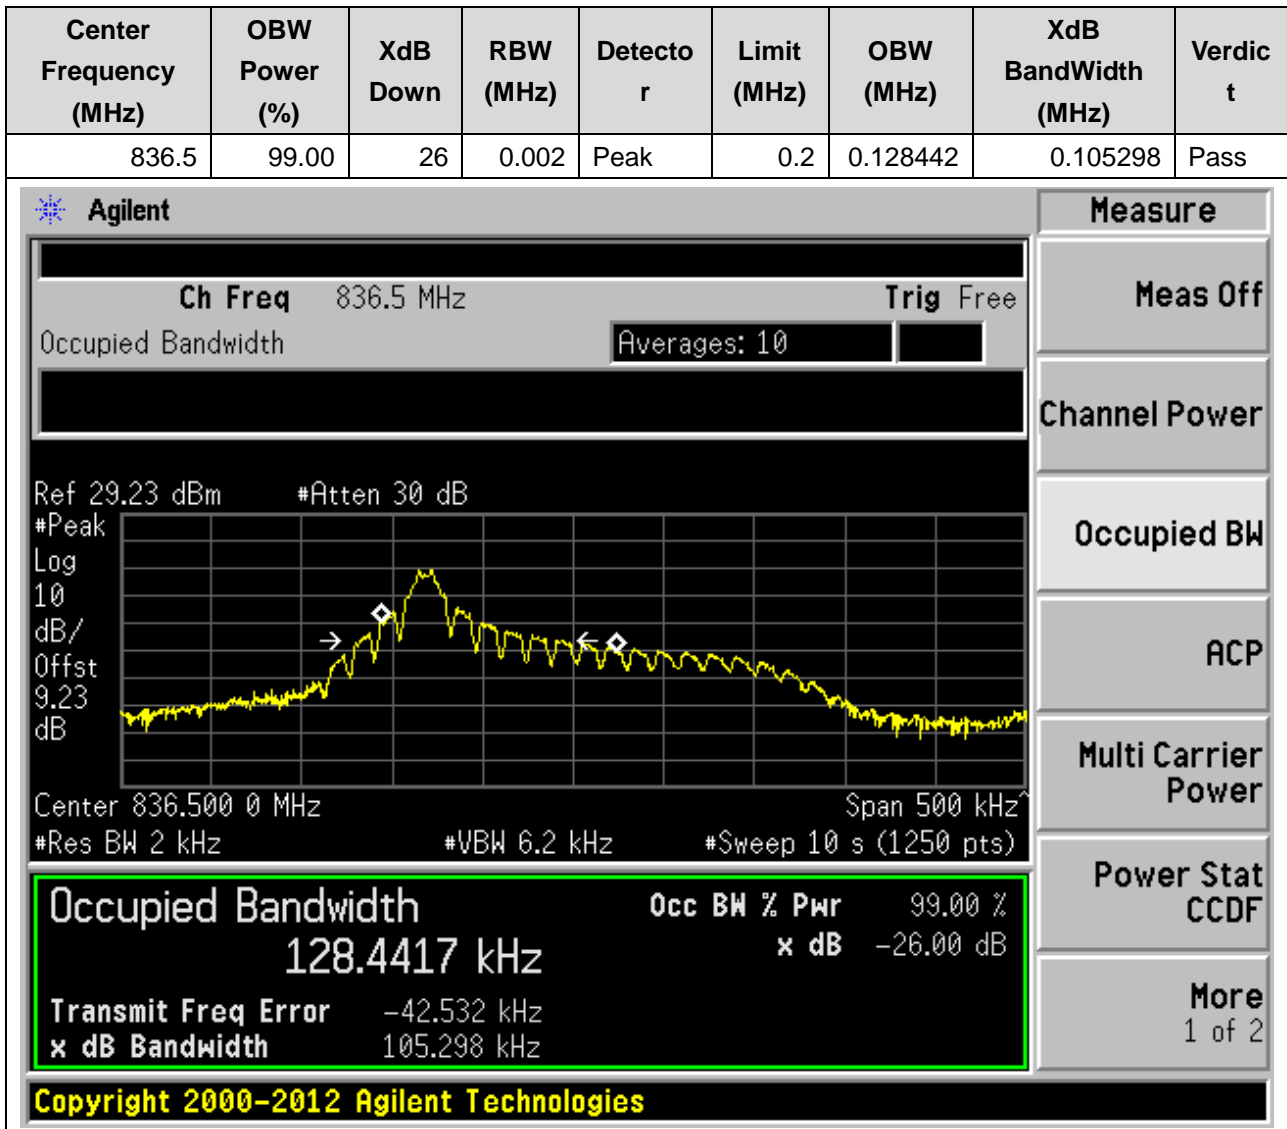 Center Frequency (MHz) OBW Power (%) XdB Down RBW (MHz) Detector Limit (MHz) OBW (MHz) XdB BandWidth (MHz) Verdict
836.5 99.00 26 0.002 Peak 0.2 0.128442 0.105298 Pass
Agilent
Measure
Ch Freq 836.5 MHz Trig Free
Occupied Bandwidth Averages: 10
Meas Off
Channel Power
Occupied BW
ACP
Multi Carrier
Power
Power Stat
CCDF
More
1 of 2
Ref 29.23 dBm #Atten 30 dB
#Peak
Log
10
dB/
Offst
9.23
dB
Center 836.500 0 MHz Span 500 kHz^
#Res BW 2 kHz #VBW 6.2 kHz #Sweep 10 s (1250 pts)
Occupied Bandwidth Occ BW % Pwr 99.00 %
128.4417 kHz x dB -26.00 dB
Transmit Freq Error -42.532 kHz
x dB Bandwidth 105.298 kHz
Copyright 2000-2012 Agilent Technologies